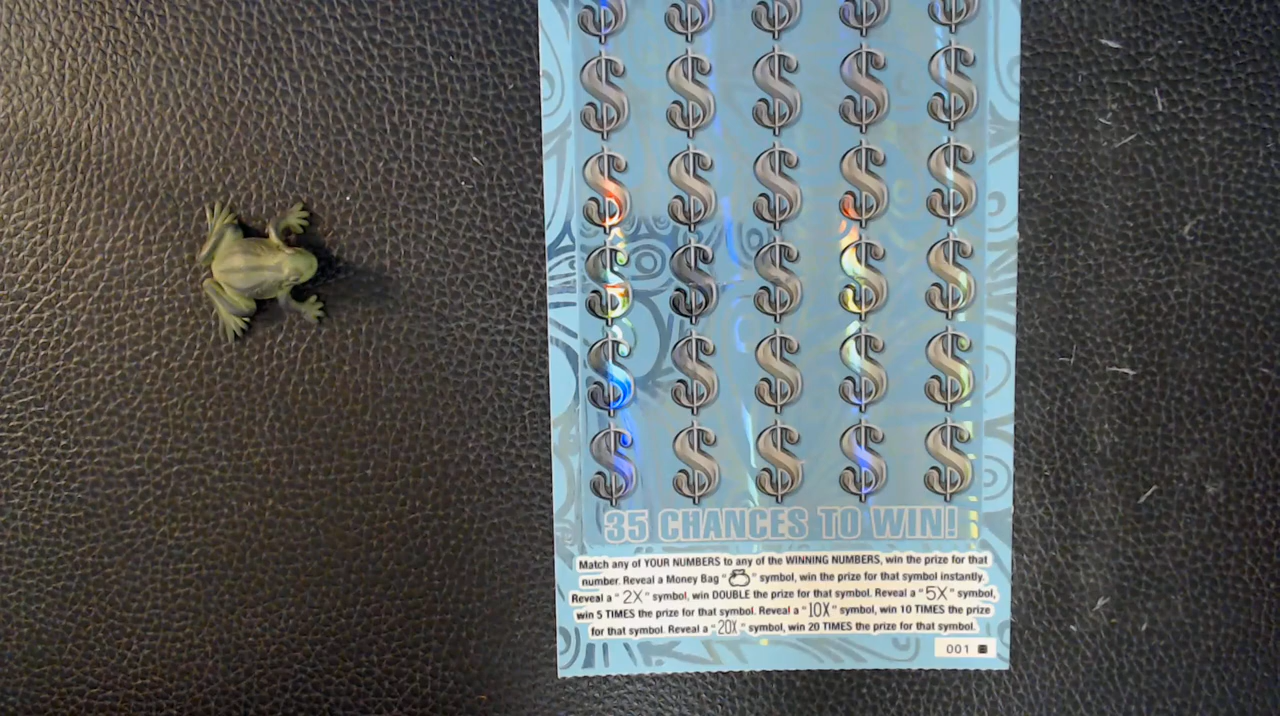 $ $ $ $ $
$ $ $ $ $
$ $ $ $ $
$ $ $ $ $
$ $ $ $ $
$ $ $ $ $
35 CHANCES TO WIN!
Match any of YOUR NUMBERS to any of the WINNING NUMBERS, win the prize for that
number. Reveal a Money Bag " " symbol, win the prize for that symbol instantly.
Reveal a " 2X " symbol, win DOUBLE the prize for that symbol. Reveal a "5X" symbol,
win 5 TIMES the prize for that symbol. Reveal a "10X" symbol, win 10 TIMES the prize
for that symbol. Reveal a "20X" symbol, win 20 TIMES the prize for that symbol.
001